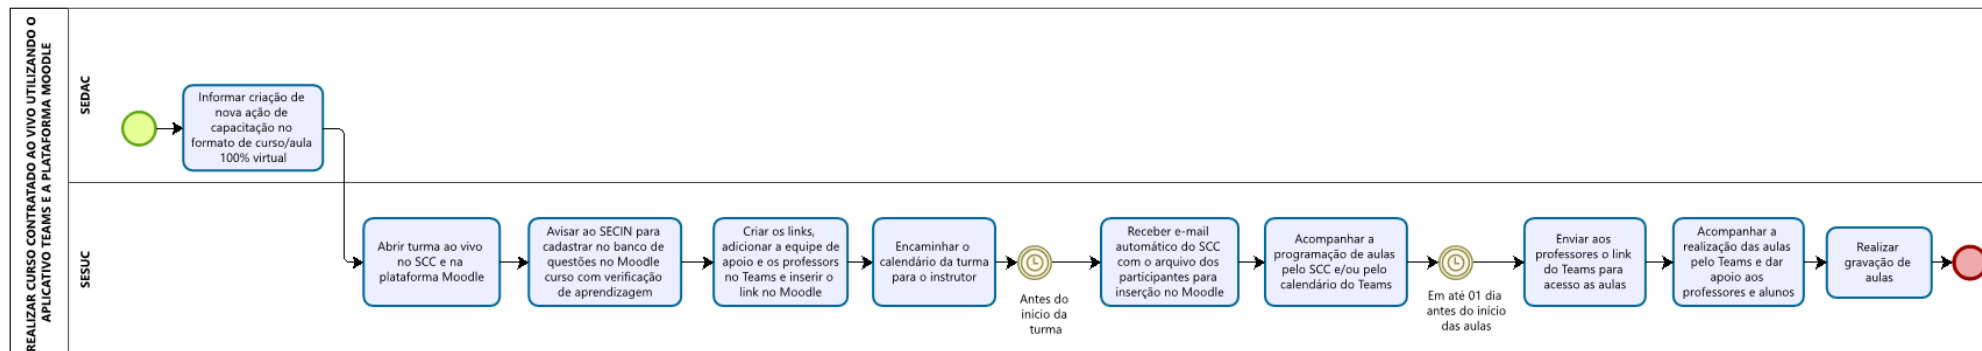 REALIZAR CURSO CONTRATADO AO VIVO UTILIZANDO O
APLICATIVO TEAMS E A PLATAFORMA MOODLE
SEDAC
Informar criação de
nova ação de
capacitação no
formato de curso/aula
100% virtual
SESUC
Abrir turma ao vivo
no SCC e na
plataforma Moodle
Avisar ao SECIN para
cadastrar no banco de
questões no Moodle
curso com verificação
de aprendizagem
Criar os links,
adicionar a equipe de
apoio e os professors
no Teams e inserir o
link no Moodle
Encaminhar o
calendário da turma
para o instrutor
Antes do
início da
turma
Receber e-mail
automático do SCC
com o arquivo dos
participantes para
inserção no Moodle
Acompanhar a
programação de aulas
pelo SCC e/ou pelo
calendário do Teams
Em até 01 dia
antes do início
das aulas
Enviar aos
professores o link
do Teams para
acesso as aulas
Acompanhar a
realização das aulas
pelo Teams e dar
apoio aos
professores e alunos
Realizar
gravação de
aulas